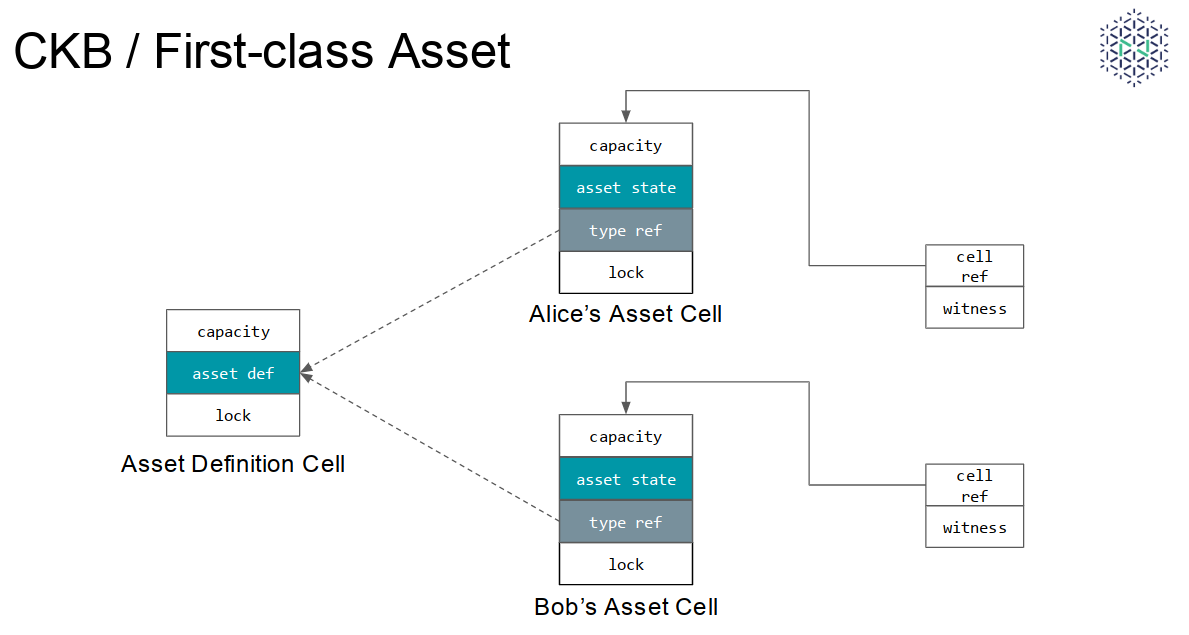 CKB / First-class Asset
capacity
asset state
type ref
lock
Alice's Asset Cell
cell
ref
witness
capacity
asset def
lock
Asset Definition Cell
capacity
asset state
type ref
lock
Bob's Asset Cell
cell
ref
witness